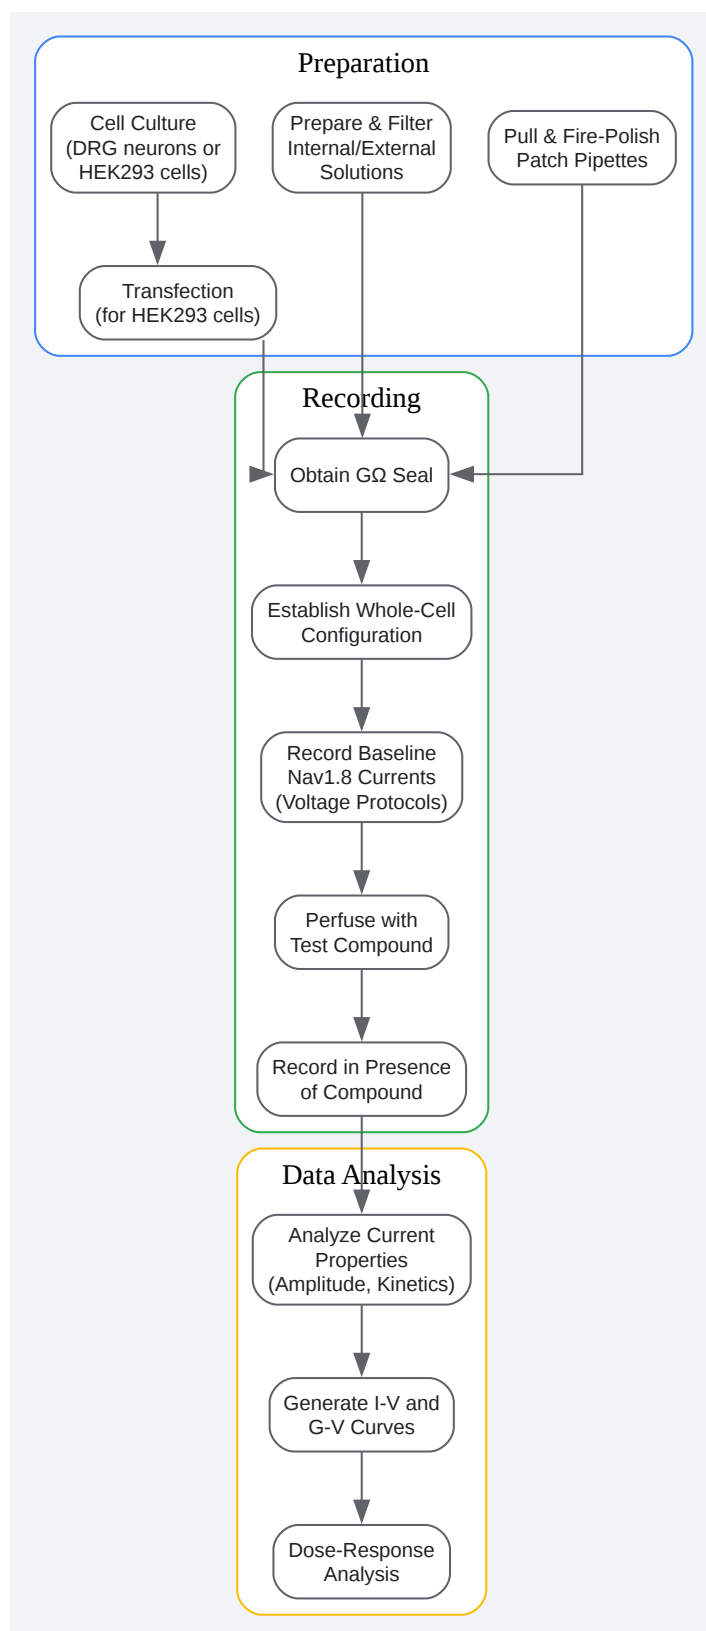 Preparation
Cell Culture
(DRG neurons or
HEK293 cells)
Prepare & Filter
Internal/External
Solutions
Pull & Fire-Polish
Patch Pipettes
Transfection
(for HEK293 cells)
Recording
Obtain GΩ Seal
Establish Whole-Cell
Configuration
Record Baseline
Nav1.8 Currents
(Voltage Protocols)
Perfuse with
Test Compound
Record in Presence
of Compound
Data Analysis
Analyze Current
Properties
(Amplitude, Kinetics)
Generate I-V and
G-V Curves
Dose-Response
Analysis